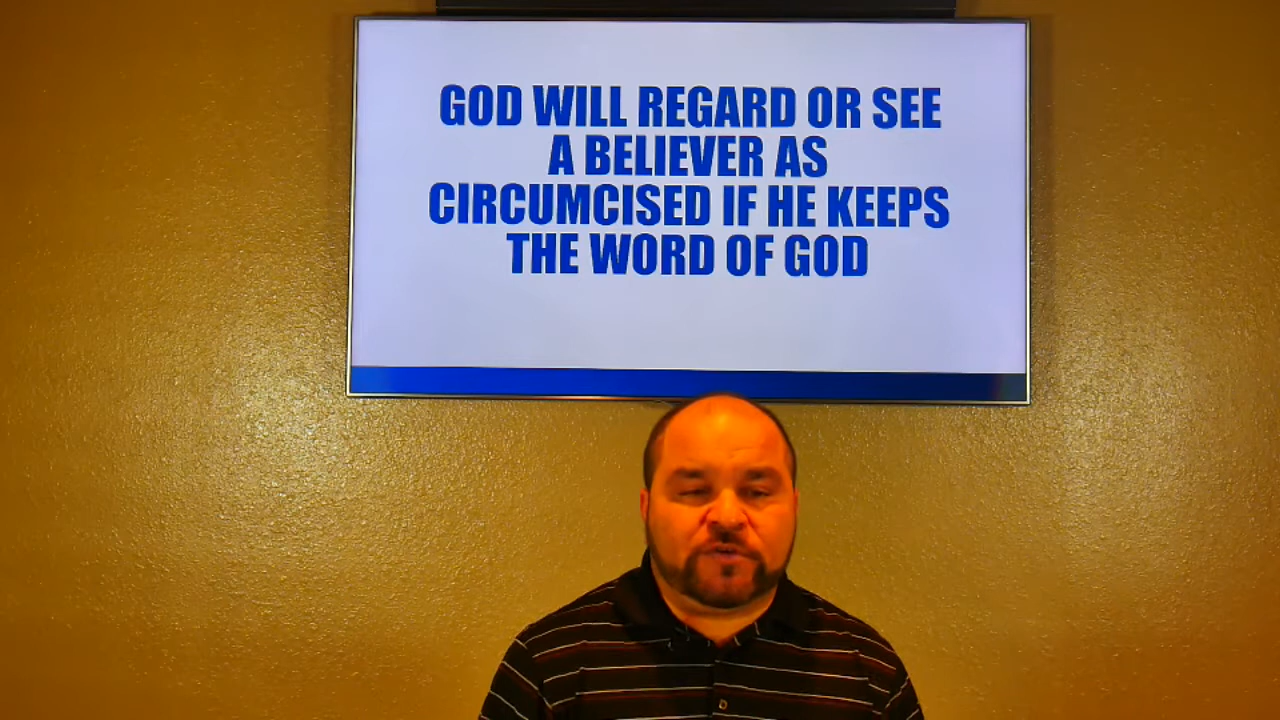 GOD WILL REGARD OR SEE
A BELIEVER AS
CIRCUMCISED IF HE KEEPS
THE WORD OF GOD